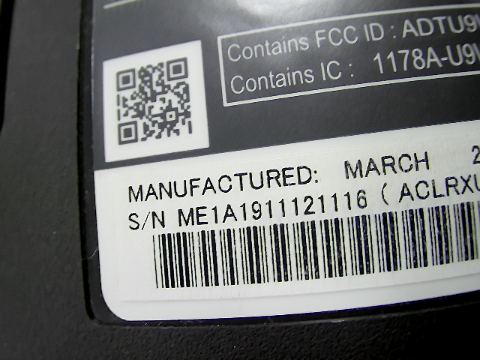 Contains FCC ID : ADTU9
Contains IC : 1178A-U9
MANUFACTURED: MARCH 2
S/N ME1A1911121116 ( ACLRXU